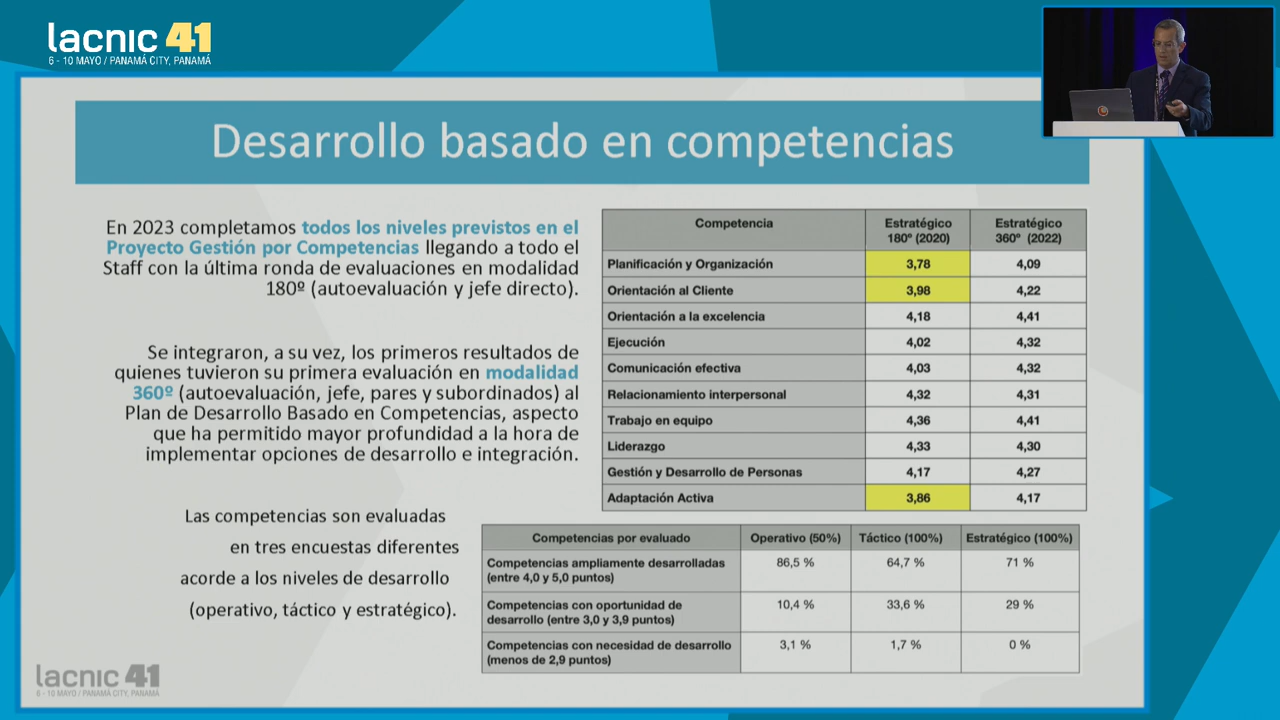 lacnic 41
6 - 10 MAYO / PANAMÁ CITY, PANAMÁ
Desarrollo basado en competencias
En 2023 completamos todos los niveles previstos en el
Proyecto Gestión por Competencias llegando a todo el
Staff con la última ronda de evaluaciones en modalidad
180º (autoevaluación y jefe directo).
Se integraron, a su vez, los primeros resultados de
quienes tuvieron su primera evaluación en modalidad
360º (autoevaluación, jefe, pares y subordinados) al
Plan de Desarrollo Basado en Competencias, aspecto
que ha permitido mayor profundidad a la hora de
implementar opciones de desarrollo e integración.
Las competencias son evaluadas
en tres encuestas diferentes
acorde a los niveles de desarrollo
(operativo, táctico y estratégico).
Competencia Estratégico 180º (2020) Estratégico 360º (2022)
Planificación y Organización 3,78 4,09
Orientación al Cliente 3,98 4,22
Orientación a la excelencia 4,18 4,41
Ejecución 4,02 4,32
Comunicación efectiva 4,03 4,32
Relacionamiento interpersonal 4,32 4,31
Trabajo en equipo 4,36 4,41
Liderazgo 4,33 4,30
Gestión y Desarrollo de Personas 4,17 4,27
Adaptación Activa 3,86 4,17
Competencias por evaluado Operativo (50%) Táctico (100%) Estratégico (100%)
Competencias ampliamente desarrolladas (entre 4,0 y 5,0 puntos) 86,5 % 64,7 % 71 %
Competencias con oportunidad de desarrollo (entre 3,0 y 3,9 puntos) 10,4 % 33,6 % 29 %
Competencias con necesidad de desarrollo (menos de 2,9 puntos) 3,1 % 1,7 % 0 %
lacnic 41
6 - 10 MAYO / PANAMÁ CITY, PANAMÁ